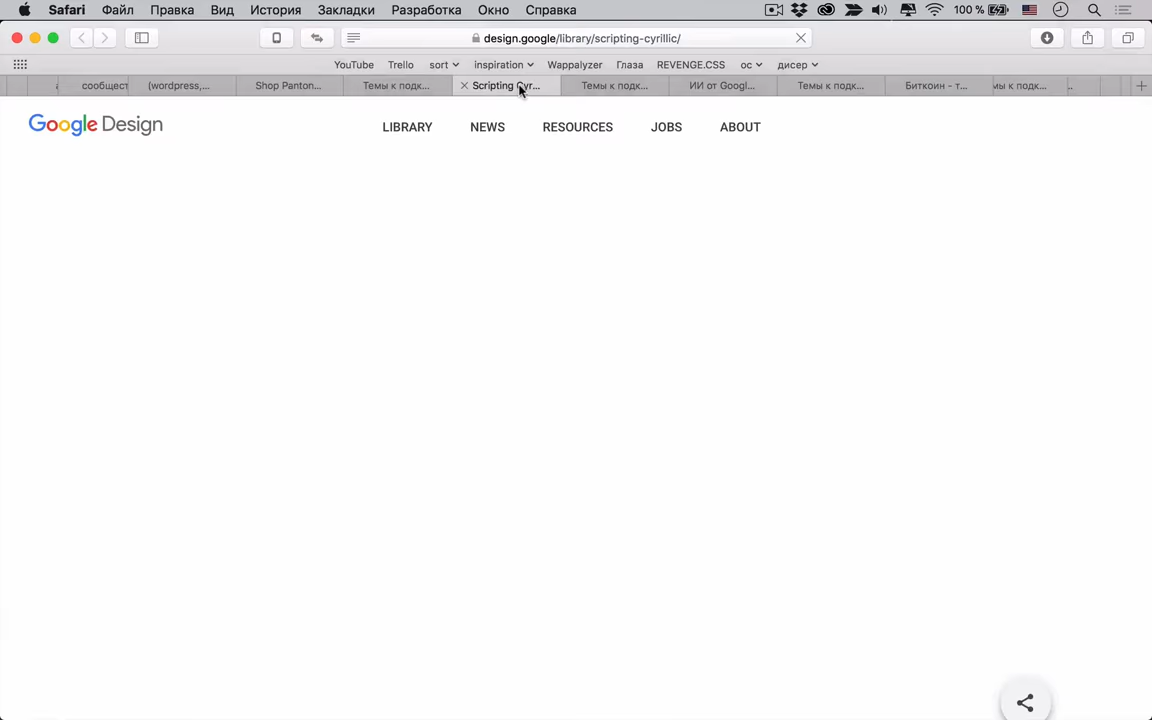 Safari Файл Правка Вид История Закладки Разработка Окно Справка 100 %
design.google/library/scripting-cyrillic/
YouTube Trello sort inspiration Wappalyzer Глаза REVENGE.CSS ос дисер
сообщест (wordpress,... Shop Panton... Темы к подк... Scripting Cyr... Темы к подк... ИИ от Googl... Темы к подк... Биткоин - т... мы к подк...
Google Design LIBRARY NEWS RESOURCES JOBS ABOUT